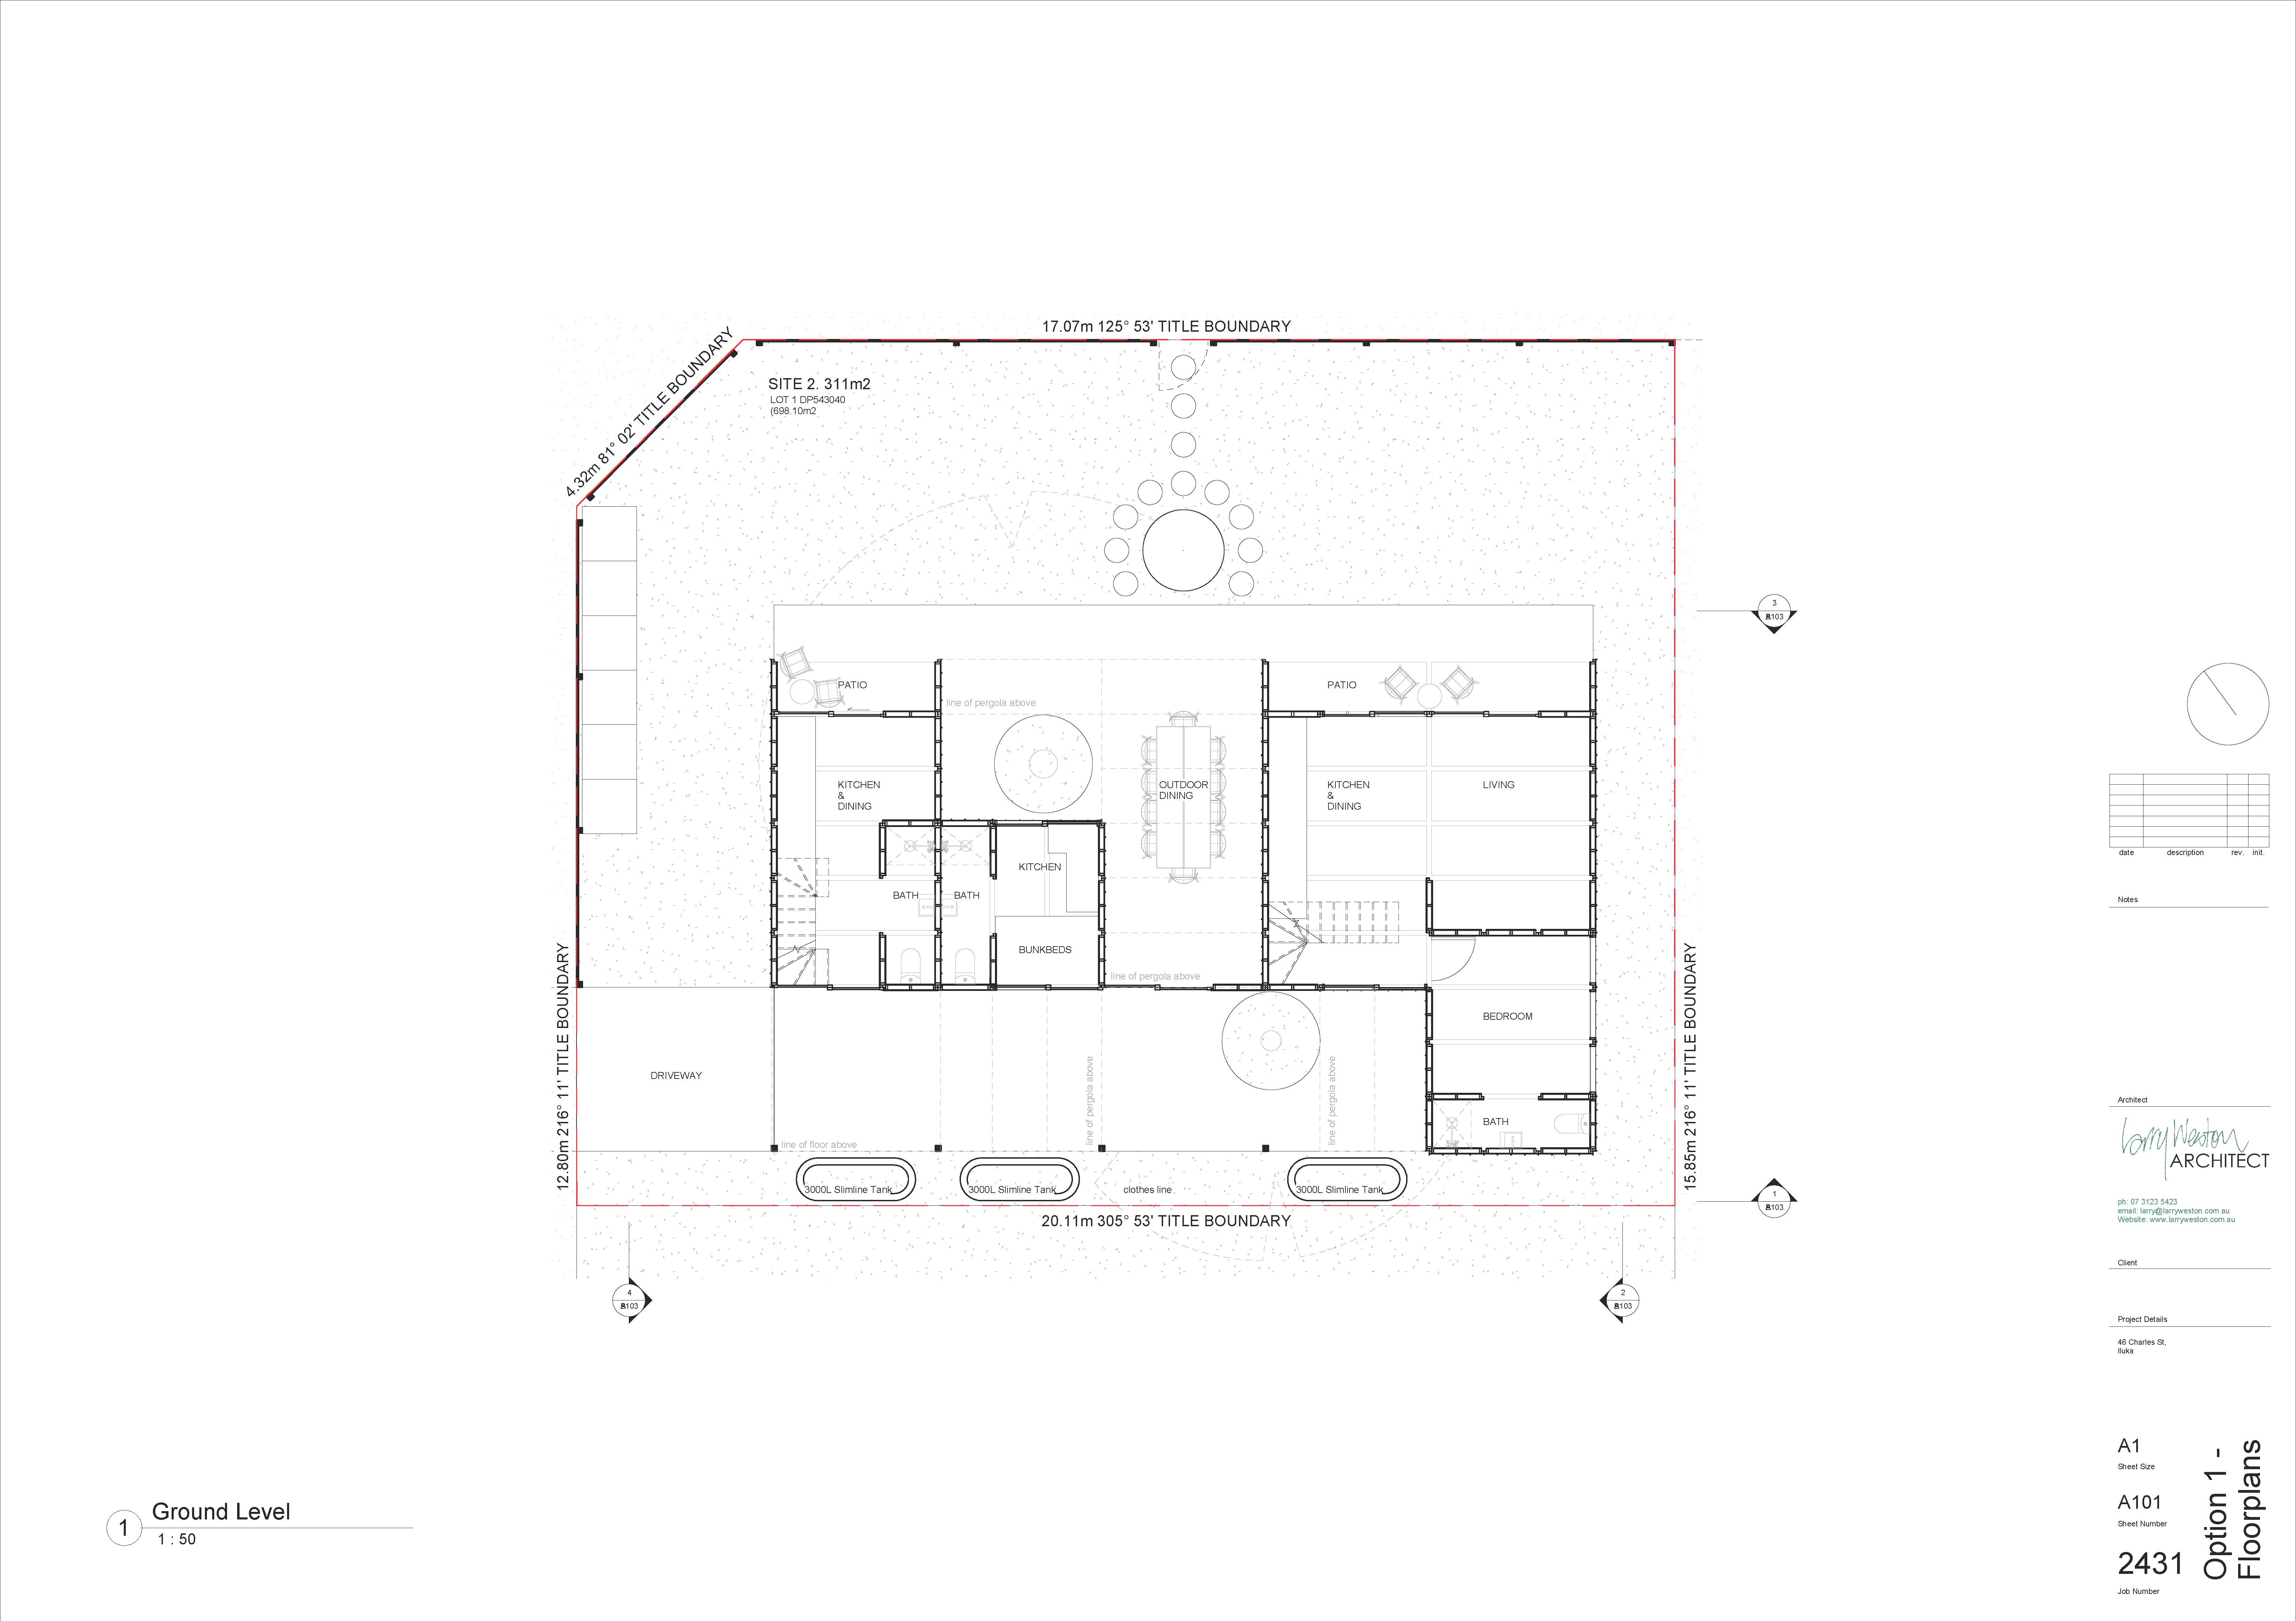 17.07m 125° 53' TITLE BOUNDARY
4.32m 81° 02' TITLE BOUNDARY
SITE 2. 311m2
LOT 1 DP543040
(698.10m2
3
A103
PATIO
line of pergola above
PATIO
KITCHEN
&
DINING
OUTDOOR
DINING
KITCHEN
&
DINING
LIVING
KITCHEN
BATH
BATH
BUNKBEDS
line of pergola above
12.80m 216° 11' TITLE BOUNDARY
15.85m 216° 11' TITLE BOUNDARY
BEDROOM
DRIVEWAY
line of pergola above
line of pergola above
BATH
line of floor above
3000L Slimline Tank
3000L Slimline Tank
clothes line
3000L Slimline Tank
1
A103
20.11m 305° 53' TITLE BOUNDARY
4
A103
2
A103
1
Ground Level
1 : 50
date
description
rev.
init.
Notes
Architect
Larry Weston
ARCHITECT
ph: 07 3123 5423
email: larry@larryweston.com.au
Website: www.larryweston.com.au
Client
Project Details
46 Charles St,
Iluka
A1
Sheet Size
A101
Sheet Number
2431
Job Number
Option 1 -
Floorplans